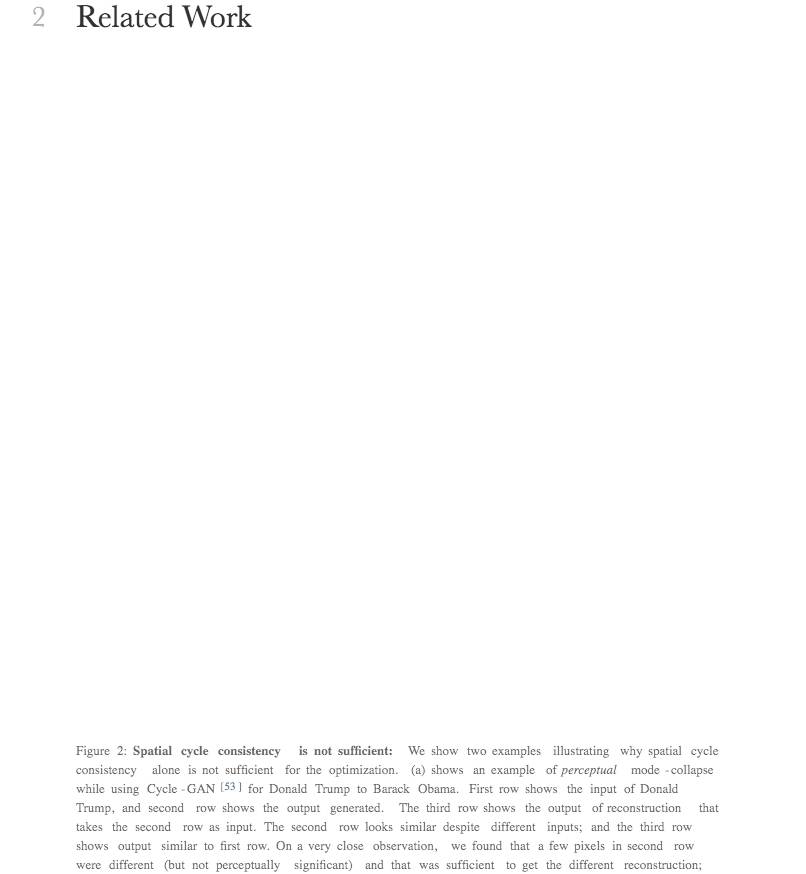 2 Related Work
Figure 2: Spatial cycle consistency is not sufficient: We show two examples illustrating why spatial cycle
consistency alone is not sufficient for the optimization. (a) shows an example of perceptual mode-collapse
while using Cycle-GAN [53] for Donald Trump to Barack Obama. First row shows the input of Donald
Trump, and second row shows the output generated. The third row shows the output of reconstruction that
takes the second row as input. The second row looks similar despite different inputs; and the third row
shows output similar to first row. On a very close observation, we found that a few pixels in second row
were different (but not perceptually significant) and that was sufficient to get the different reconstruction;